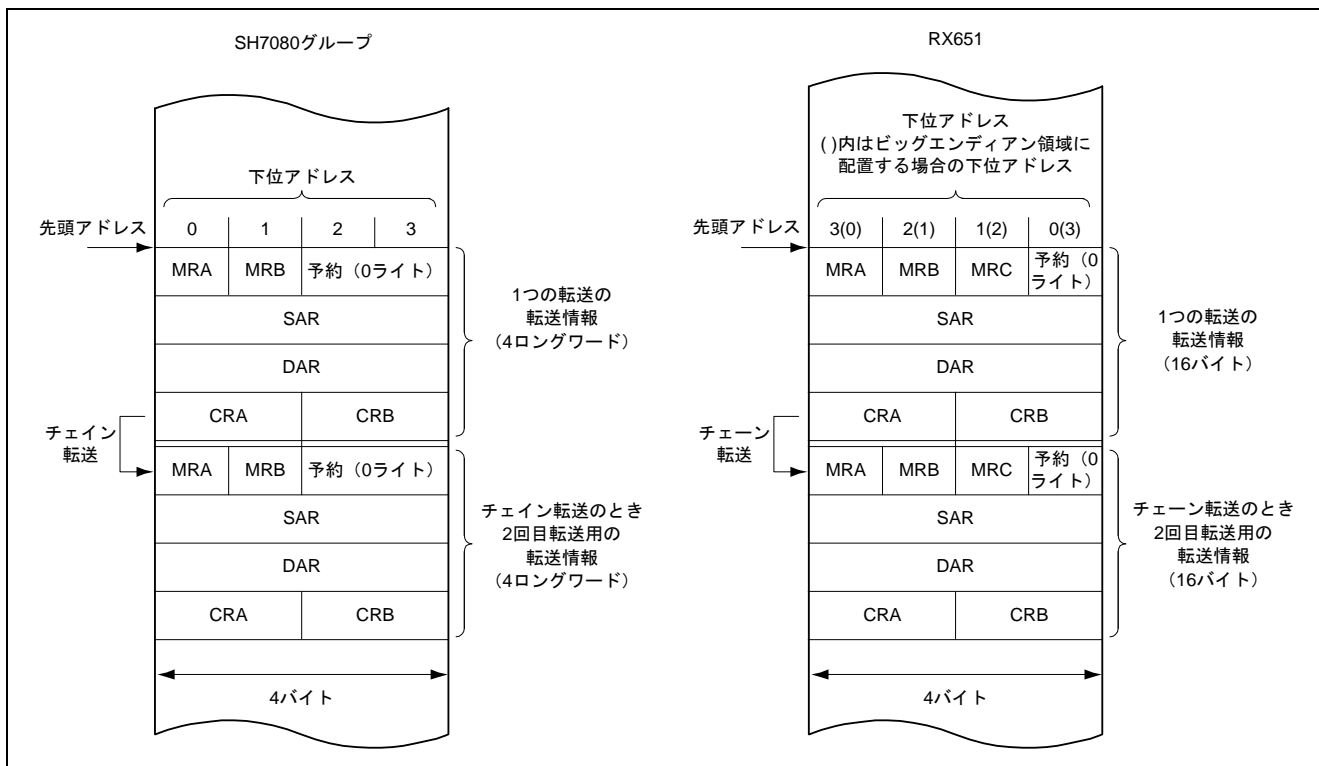 SH7080グループ
下位アドレス
先頭アドレス
0 1 2 3
MRA MRB 予約（0ライト）
SAR
DAR
CRA CRB
1つの転送の
転送情報
（4ロングワード）
チェイン
転送
MRA MRB 予約（0ライト）
SAR
DAR
CRA CRB
チェイン転送のとき
2回目転送用の
転送情報
（4ロングワード）
4バイト
RX651
下位アドレス
( )内はビッグエンディアン領域に
配置する場合の下位アドレス
先頭アドレス
3(0) 2(1) 1(2) 0(3)
MRA MRB MRC 予約（0
ライト）
SAR
DAR
CRA CRB
1つの転送の
転送情報
（16バイト）
チェーン
転送
MRA MRB MRC 予約（0
ライト）
SAR
DAR
CRA CRB
チェーン転送のとき
2回目転送用の
転送情報
（16バイト）
4バイト